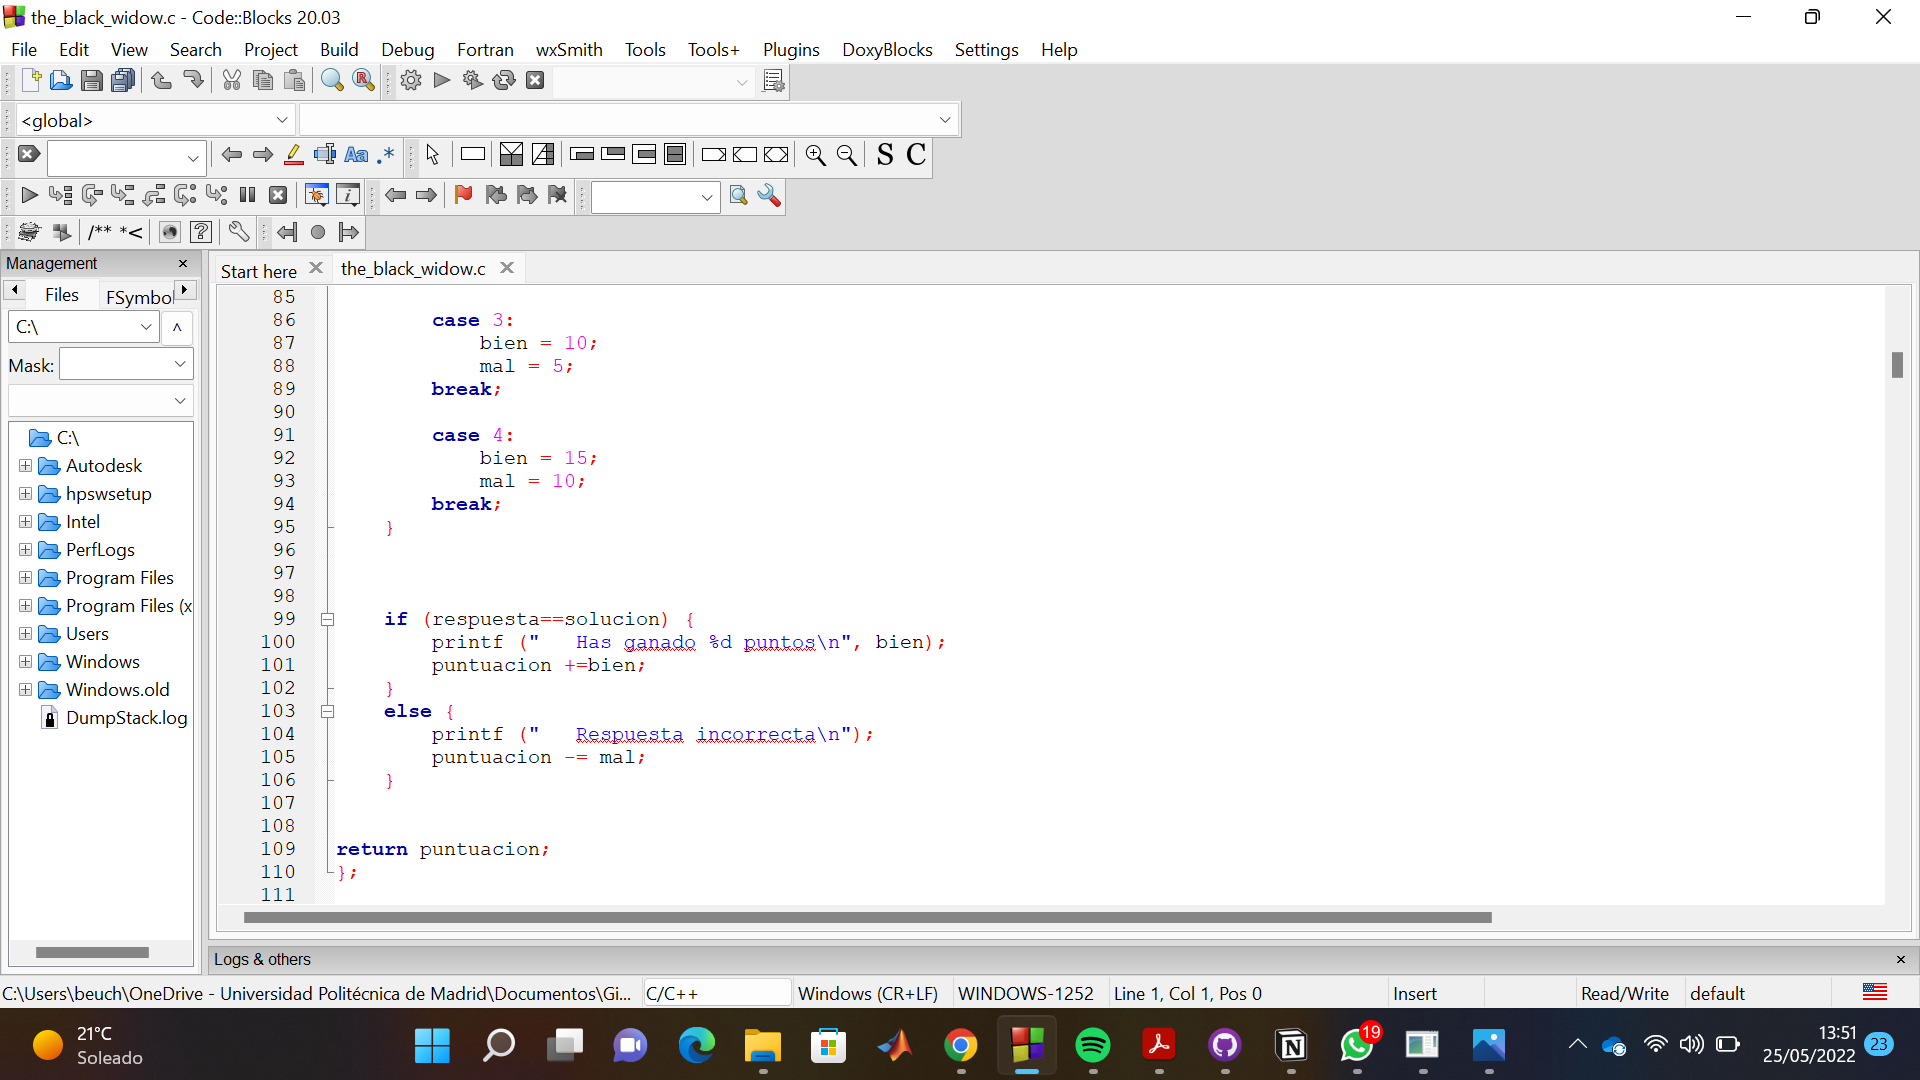 the_black_widow.c - Code::Blocks 20.03
File Edit View Search Project Build Debug Fortran wxSmith Tools Tools+ Plugins DoxyBlocks Settings Help
<global>
Aa .* S C
/** *<
Management
Start here the_black_widow.c
Files FSymbol
C:\
Mask:
C:\
Autodesk
hpswsetup
Intel
PerfLogs
Program Files
Program Files (x
Users
Windows
Windows.old
DumpStack.log
85
86 case 3:
87 bien = 10;
88 mal = 5;
89 break;
90
91 case 4:
92 bien = 15;
93 mal = 10;
94 break;
95 }
96
97
98
99 if (respuesta==solucion) {
100 printf ("   Has ganado %d puntos\n", bien);
101 puntuacion +=bien;
102 }
103 else {
104 printf ("   Respuesta incorrecta\n");
105 puntuacion -= mal;
106 }
107
108
109 return puntuacion;
110 };
111
Logs & others
C:\Users\beuch\OneDrive - Universidad Politécnica de Madrid\Documentos\Gi... C/C++ Windows (CR+LF) WINDOWS-1252 Line 1, Col 1, Pos 0 Insert Read/Write default
21°C
Soleado
19
13:51
25/05/2022
23